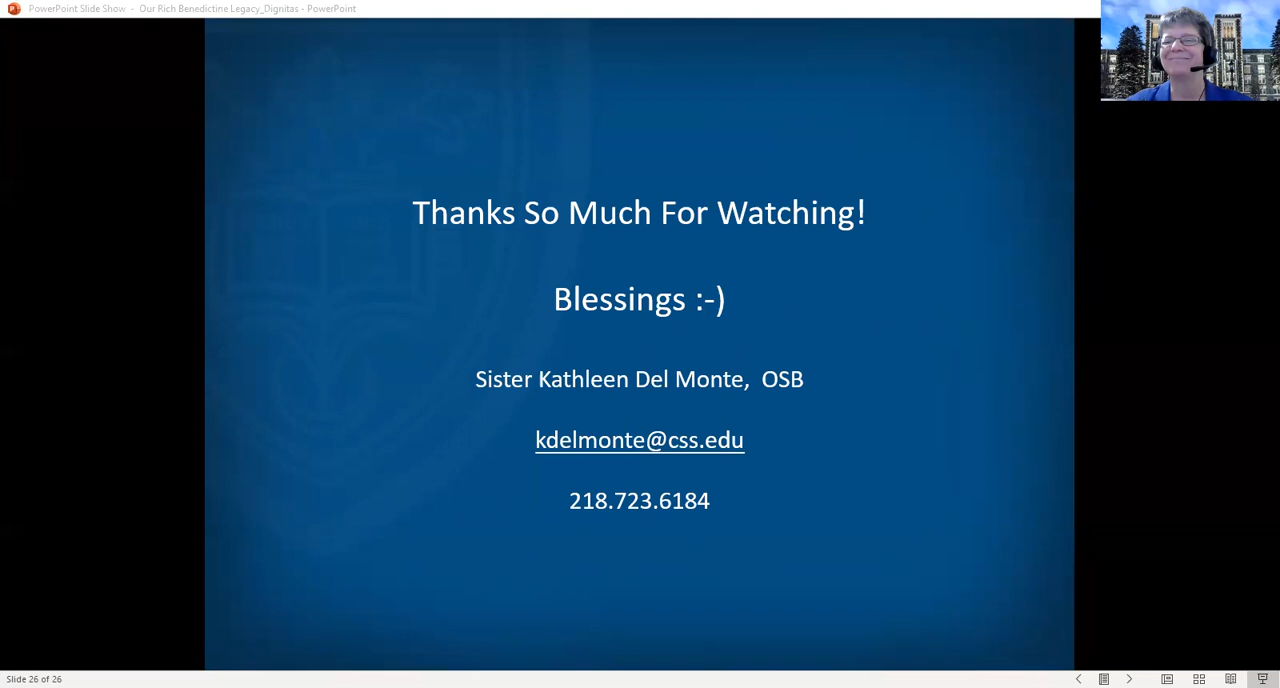 PowerPoint Slide Show - Our Rich Benedictine Legacy_Dignitas - PowerPoint
Thanks So Much For Watching!
Blessings :-)
Sister Kathleen Del Monte, OSB
kdelmonte@css.edu
218.723.6184
Slide 26 of 26